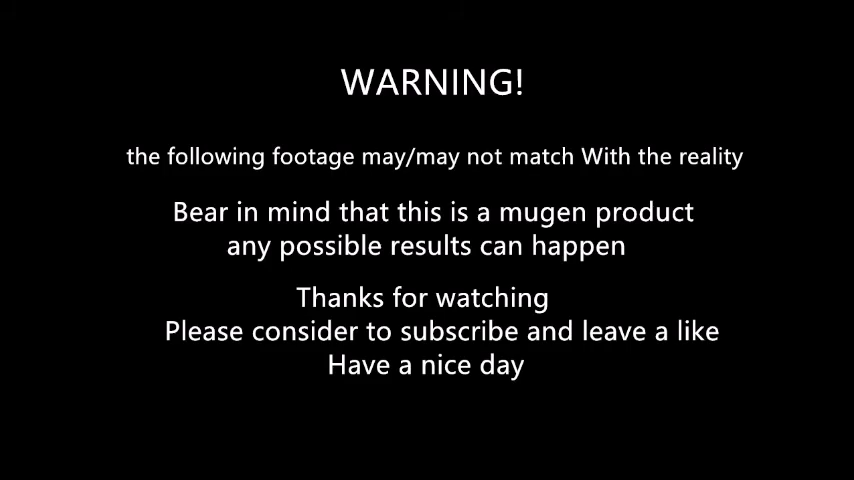 WARNING!
the following footage may/may not match With the reality
Bear in mind that this is a mugen product
any possible results can happen
Thanks for watching
Please consider to subscribe and leave a like
Have a nice day